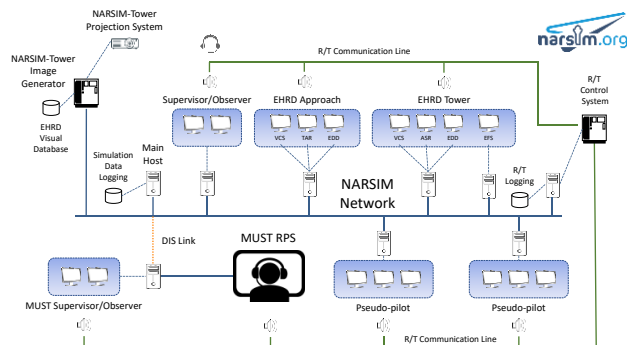 NARSIM-Tower
Projection System
narsim.org
R/T Communication Line
NARSIM-Tower
Image
Generator
R/T
Control
System
Supervisor/Observer
EHRD Approach
EHRD Tower
EHRD
Visual
Database
VCS
TAR
EDD
VCS
ASR
EDD
EFS
Main
Host
Simulation
Data
Logging
NARSIM
Network
R/T
Logging
DIS Link
MUST RPS
MUST Supervisor/Observer
Pseudo-pilot
Pseudo-pilot
R/T Communication Line